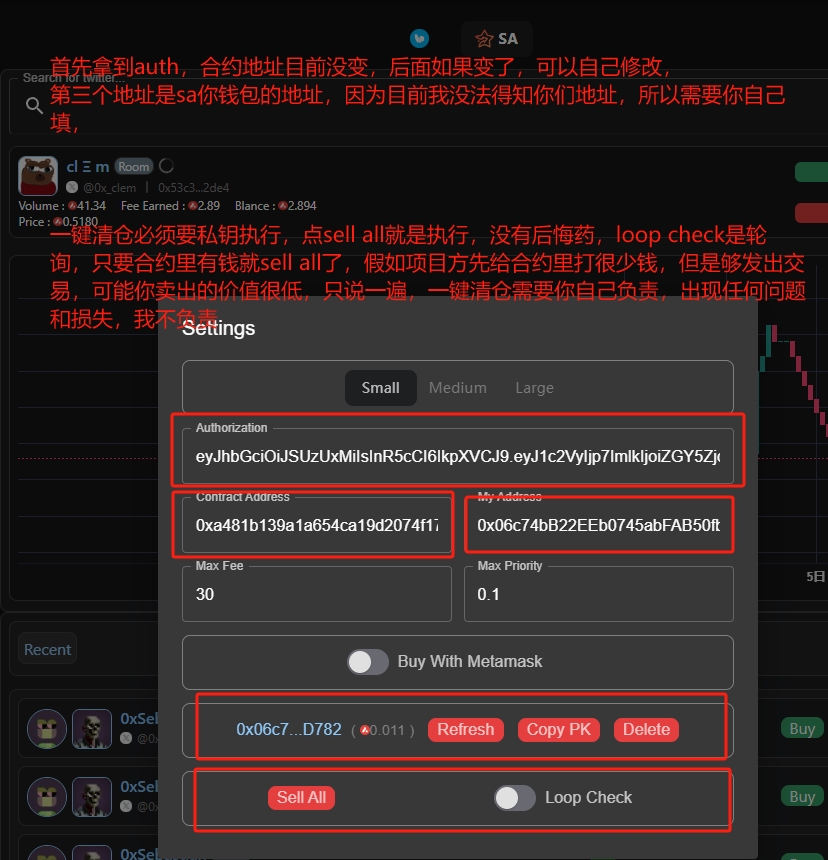 SA
首先拿到auth，合约地址目前没变，后面如果变了，可以自己修改，
Search for twitter...
第三个地址是sa你钱包的地址，因为目前我没法得知你们地址，所以需要你自己
填，
cl Ξ m Room
@0x_clem | 0x53c3...2de4
Volume : 41.34 Fee Earned : 2.89 Blance : 2.894
Price : 0.5180
一键清仓必须要私钥执行，点sell all就是执行，没有后悔药，loop check是轮
询，只要合约里有钱就sell all了，假如项目方先给合约里打很少钱，但是够发出交
易，可能你卖出的价值很低，只说一遍，一键清仓需要你自己负责，出现任何问题
和损失，我不负责
Settings
Small Medium Large
Authorization
Contract Address My Address
Max Fee Max Priority
30 0.1
5日
Buy With Metamask
Recent
0x06c7...D782 ( 0.011 ) Refresh Copy PK Delete
Buy
Sell All Loop Check
Buy